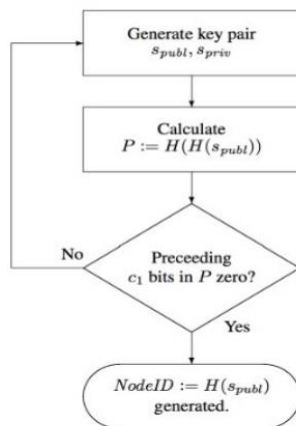 Generate key pair
s_publ, s_priv
Calculate
P := H(H(s_publ))
No
Preceeding
c_1 bits in P zero?
Yes
NodeID := H(s_publ)
generated.